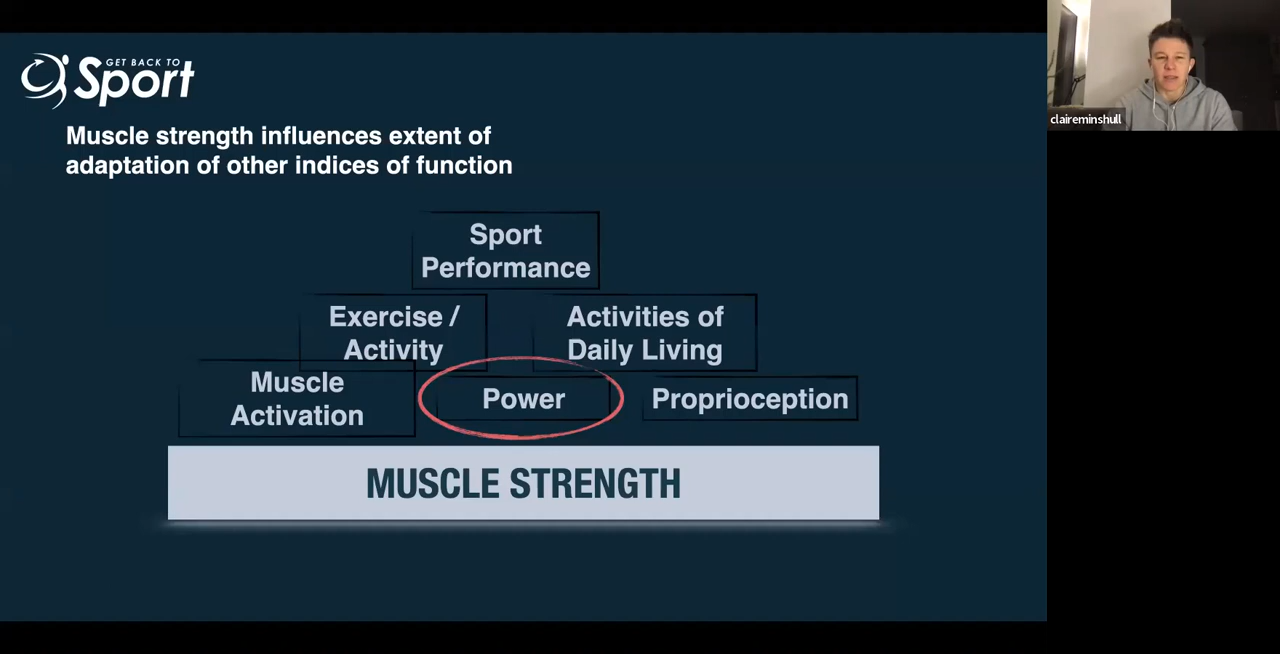 GET BACK TO
Sport
claireminshull
Muscle strength influences extent of
adaptation of other indices of function
Sport
Performance
Exercise /
Activity
Activities of
Daily Living
Muscle
Activation
Power
Proprioception
MUSCLE STRENGTH